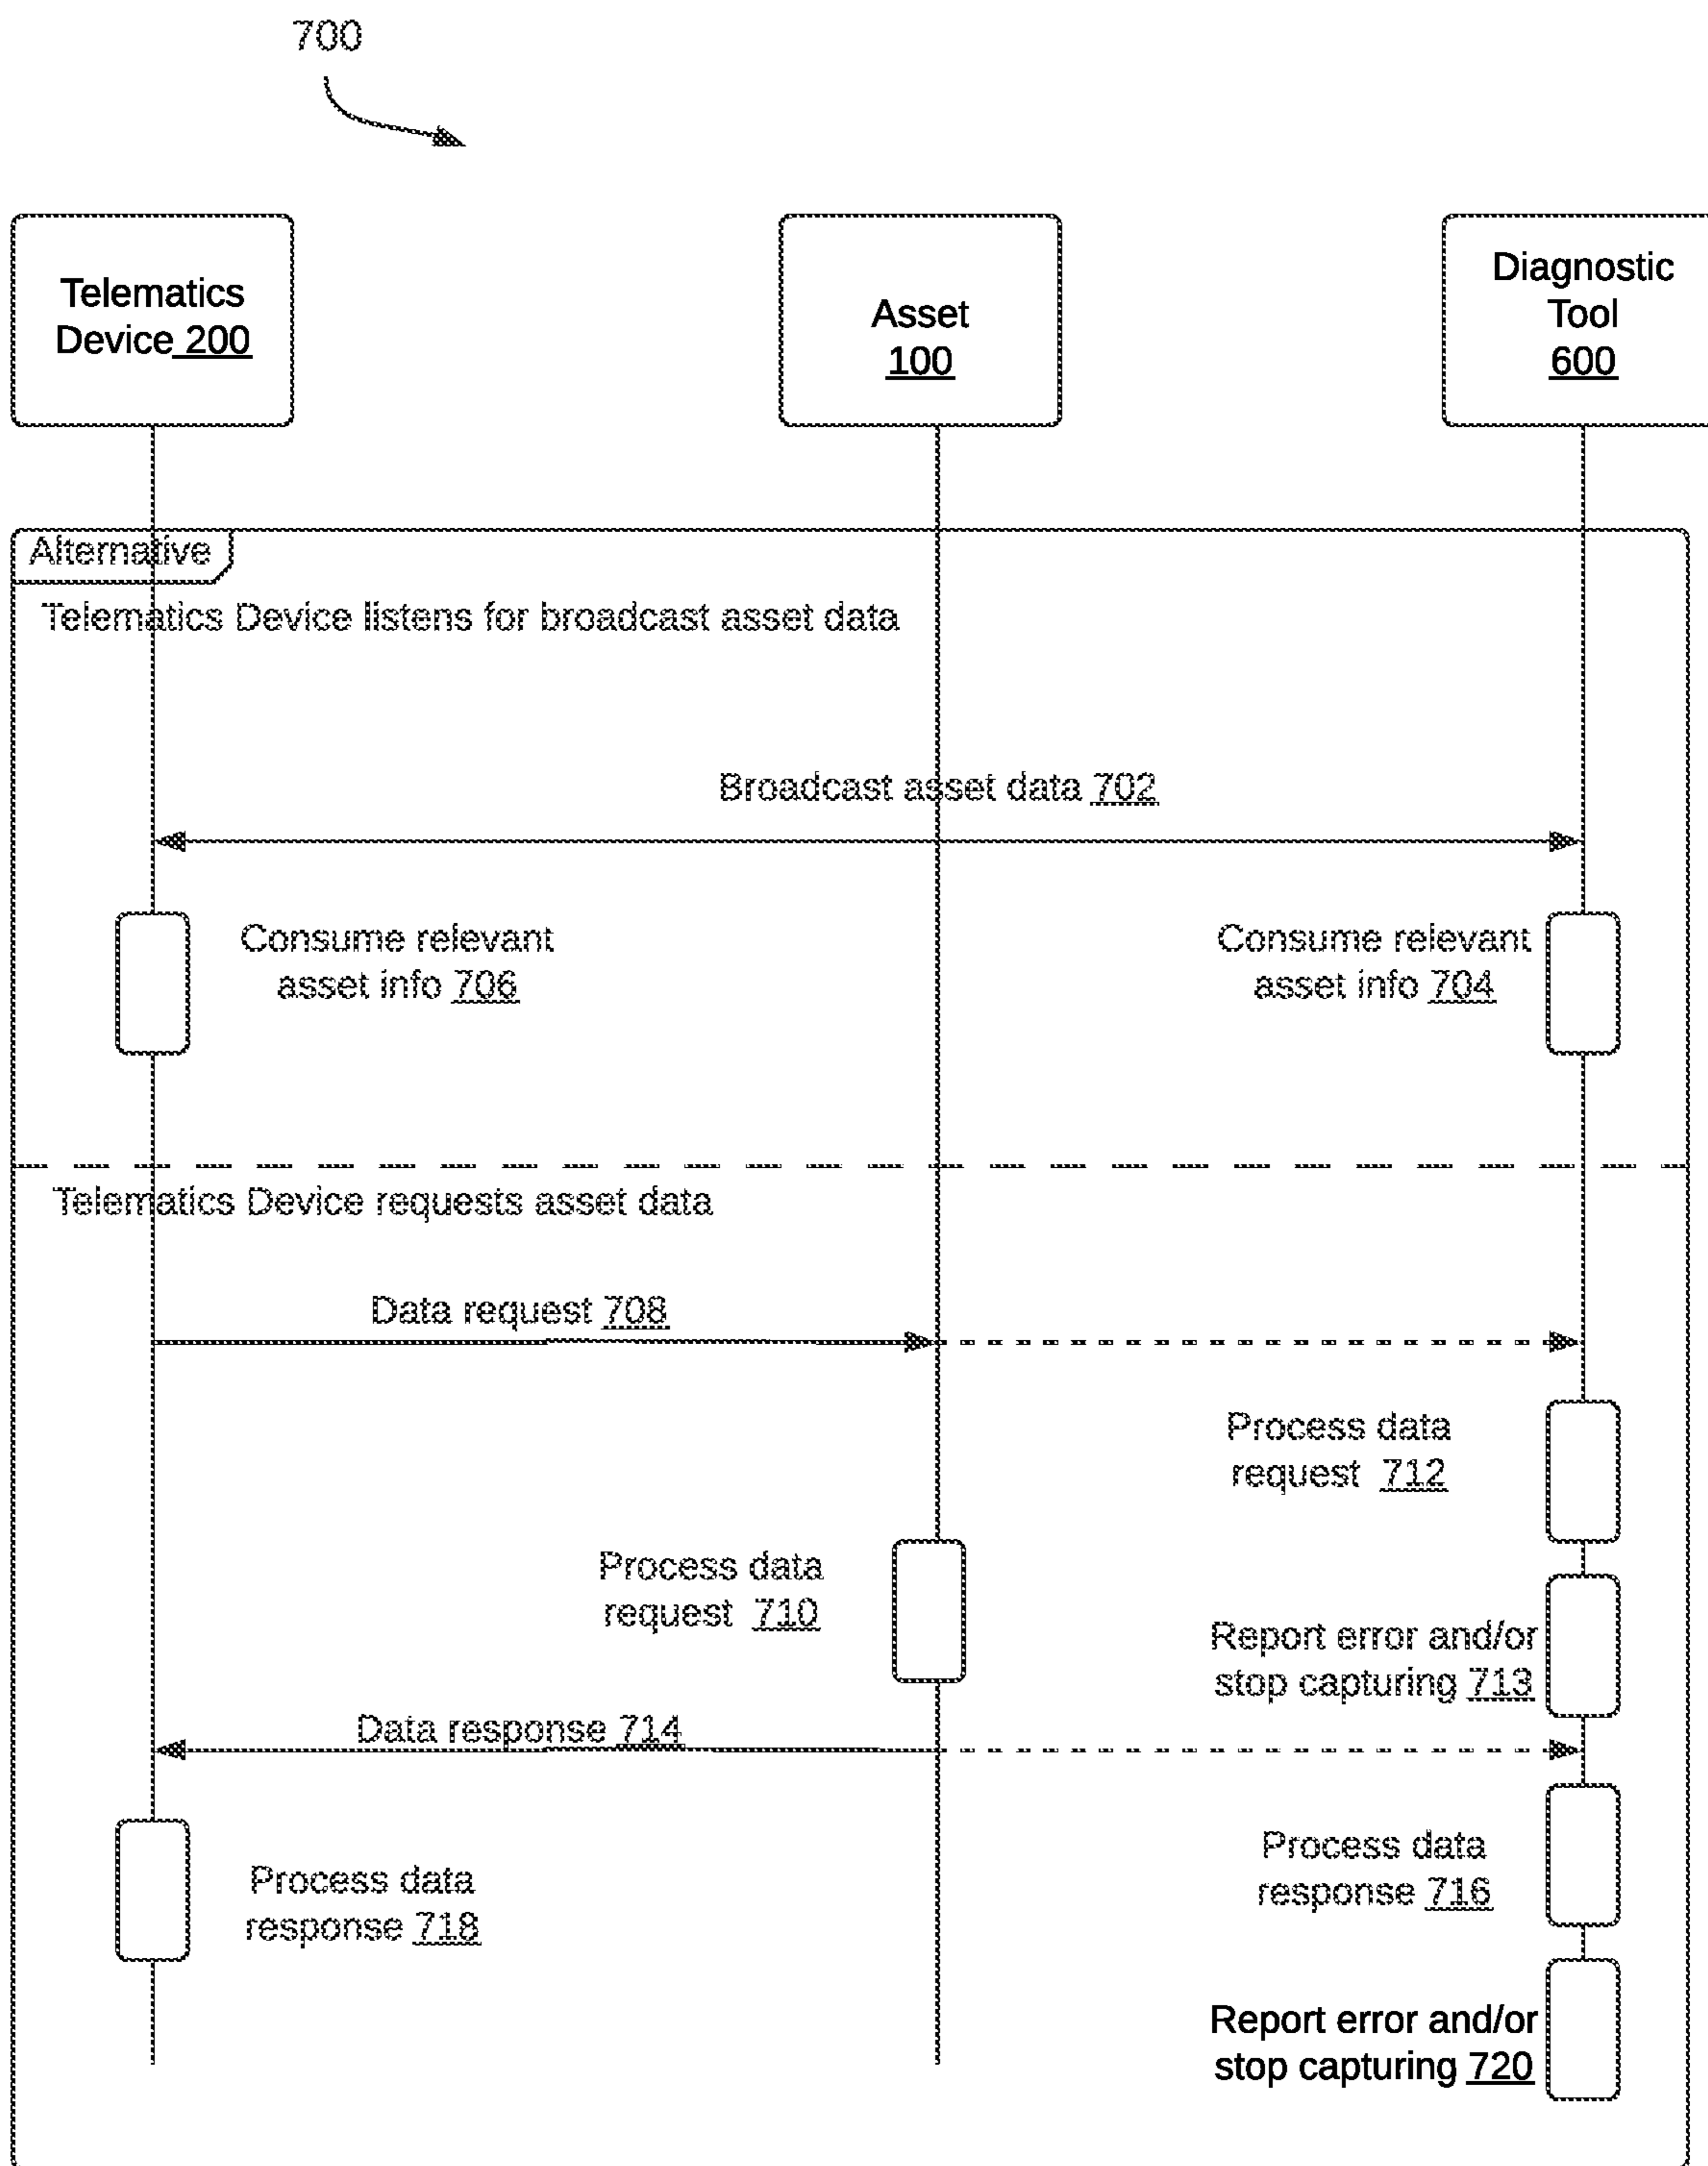 700
Telematics
Device 200
Asset
100
Diagnostic
Tool
600
Alternative
Telematics Device listens for broadcast asset data
Broadcast asset data 702
Consume relevant
asset info 706
Consume relevant
asset info 704
Telematics Device requests asset data
Data request 708
Process data
request 712
Process data
request 710
Report error and/or
stop capturing 713
Data response 714
Process data
response 716
Process data
response 718
Report error and/or
stop capturing 720